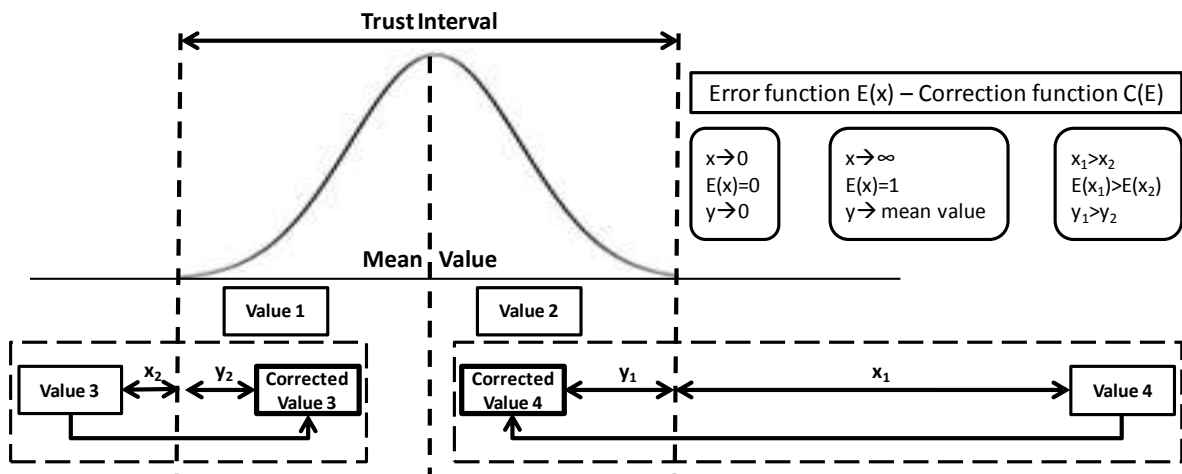 Trust Interval
Error function E(x) – Correction function C(E)
x→0
E(x)=0
y→0
x→∞
E(x)=1
y→ mean value
x₁>x₂
E(x₁)>E(x₂)
y₁>y₂
Mean Value
Value 1
Value 2
Value 3
x₂
y₂
Corrected
Value 3
Corrected
Value 4
y₁
x₁
Value 4